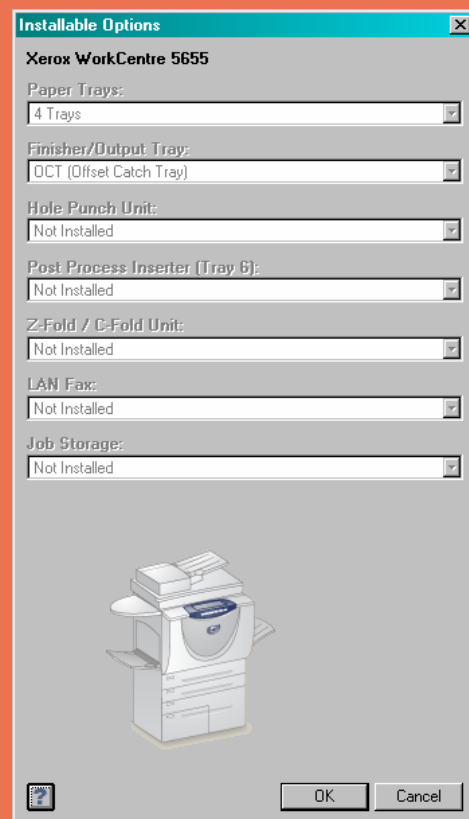 Installable Options
Xerox WorkCentre 5655
Paper Trays:
4 Trays
Finisher/Output Tray:
OCT (Offset Catch Tray)
Hole Punch Unit:
Not Installed
Post Process Inserter (Tray 6):
Not Installed
Z-Fold / C-Fold Unit:
Not Installed
LAN Fax:
Not Installed
Job Storage:
Not Installed
?
OK Cancel